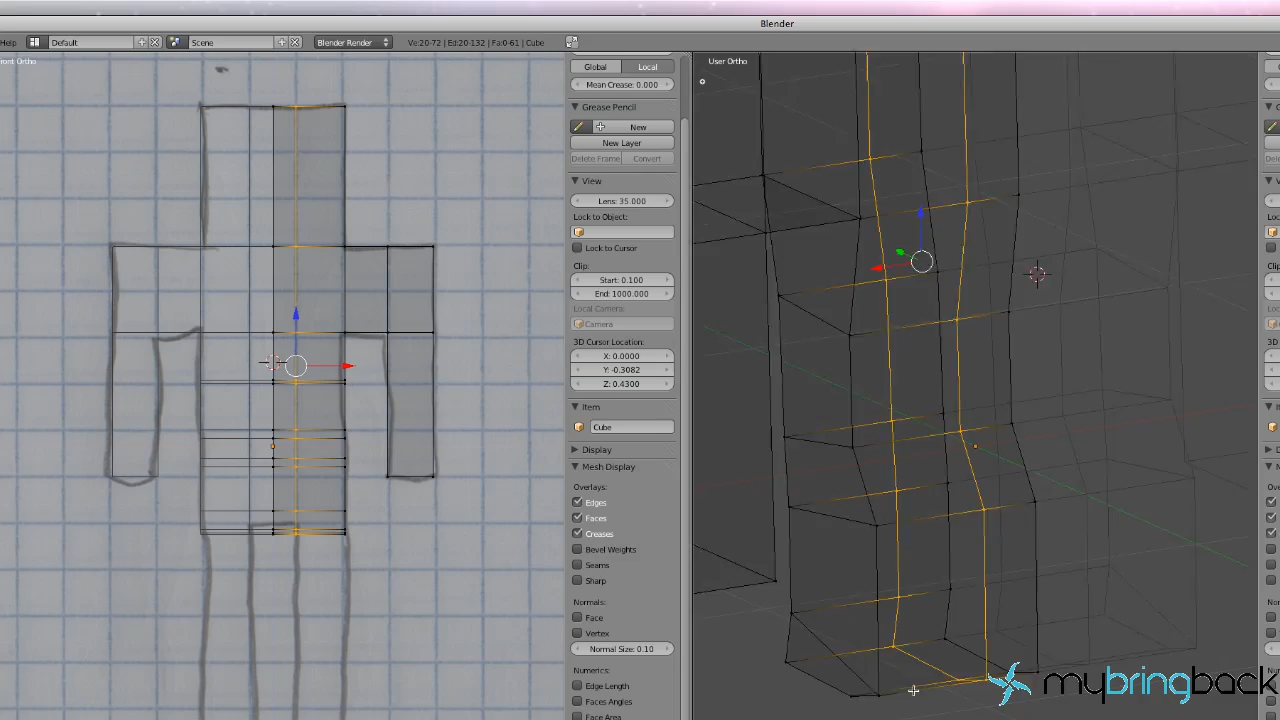 Blender
Help
Default
Scene
Blender Render
Ve:20-72 | Ed:20-132 | Fa:0-61 | Cube
ront Ortho
Global
Local
Mean Crease: 0.000
Grease Pencil
New
New Layer
Delete Frame
Convert
View
Lens: 35.000
Lock to Object:
Lock to Cursor
Clip:
Start: 0.100
End: 1000.000
Local Camera:
Camera
3D Cursor Location:
X: 0.0000
Y: -0.3082
Z: 0.4300
Item
Cube
Display
Mesh Display
Overlays:
Edges
Faces
Creases
Bevel Weights
Seams
Sharp
Normals:
Face
Vertex
Normal Size: 0.10
Numerics:
Edge Length
Faces Angles
Face Area
User Ortho
mybringback